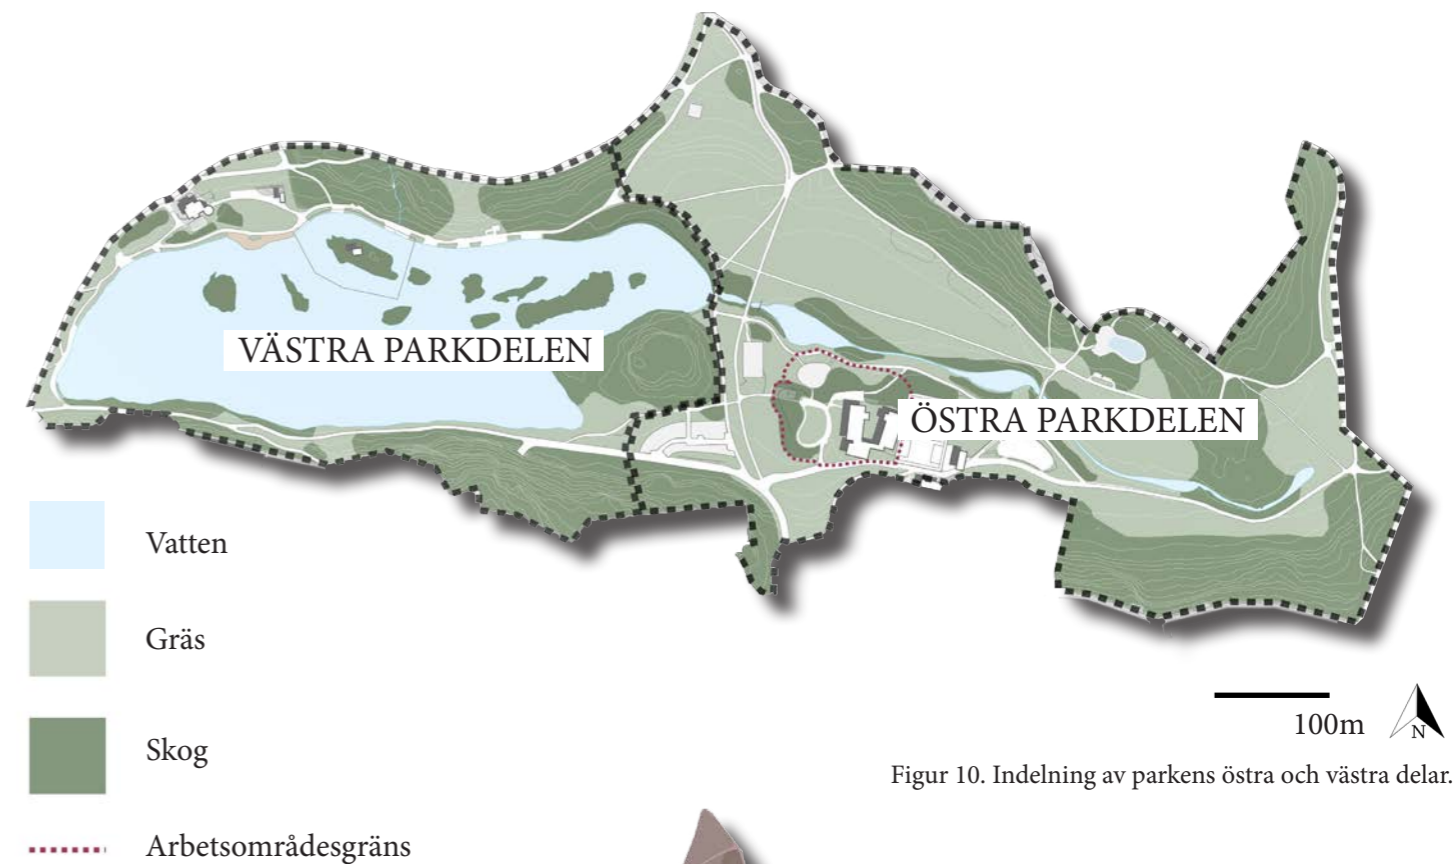 VÄSTRA PARKDELEN
ÖSTRA PARKDELEN
Vatten
Gräs
Skog
Arbetsområdesgräns
100m
N
Figur 10. Indelning av parkens östra och västra delar.